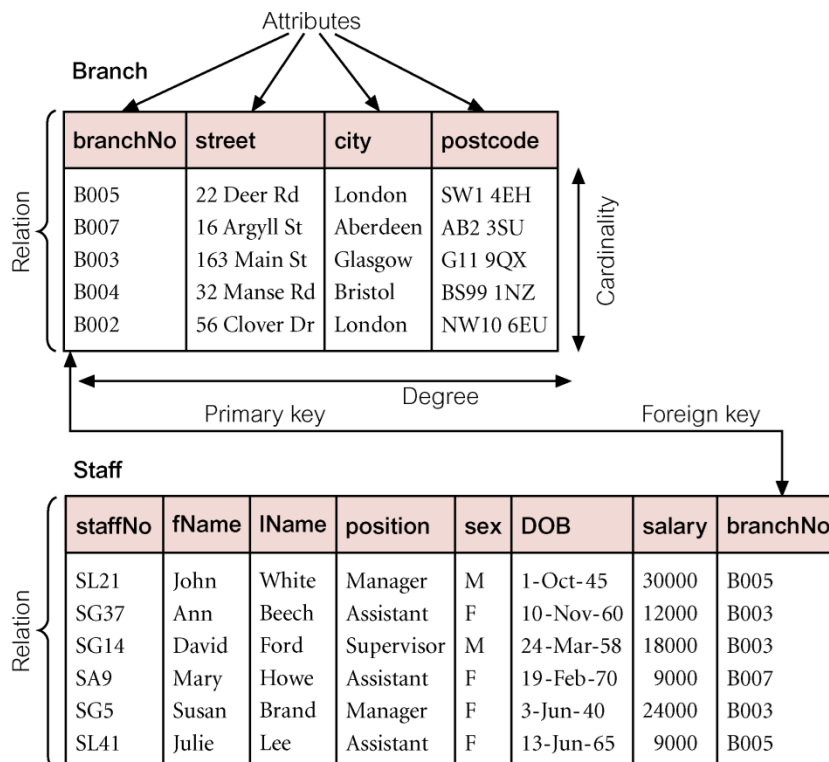 Attributes
Branch
branchNo street city postcode
B005 22 Deer Rd London SW1 4EH
B007 16 Argyll St Aberdeen AB2 3SU
B003 163 Main St Glasgow G11 9QX
B004 32 Manse Rd Bristol BS99 1NZ
B002 56 Clover Dr London NW10 6EU
Relation
Cardinality
Degree
Primary key Foreign key
Staff
staffNo fName lName position sex DOB salary branchNo
SL21 John White Manager M 1-Oct-45 30000 B005
SG37 Ann Beech Assistant F 10-Nov-60 12000 B003
SG14 David Ford Supervisor M 24-Mar-58 18000 B003
SA9 Mary Howe Assistant F 19-Feb-70 9000 B007
SG5 Susan Brand Manager F 3-Jun-40 24000 B003
SL41 Julie Lee Assistant F 13-Jun-65 9000 B005
Relation